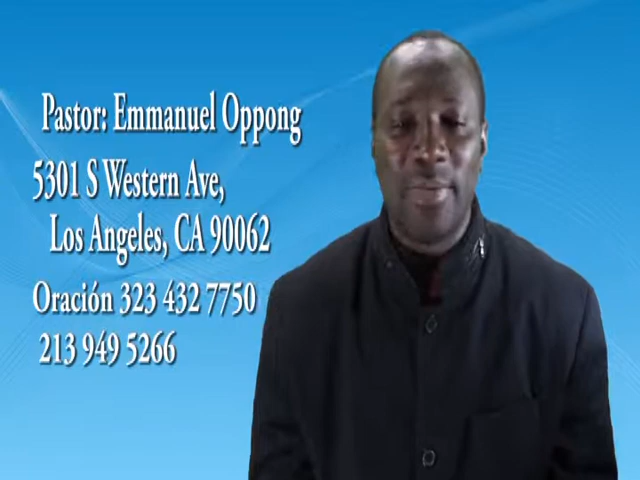 Pastor: Emmanuel Oppong
5301 S Western Ave,
Los Angeles, CA 90062
Oración 323 432 7750
213 949 5266